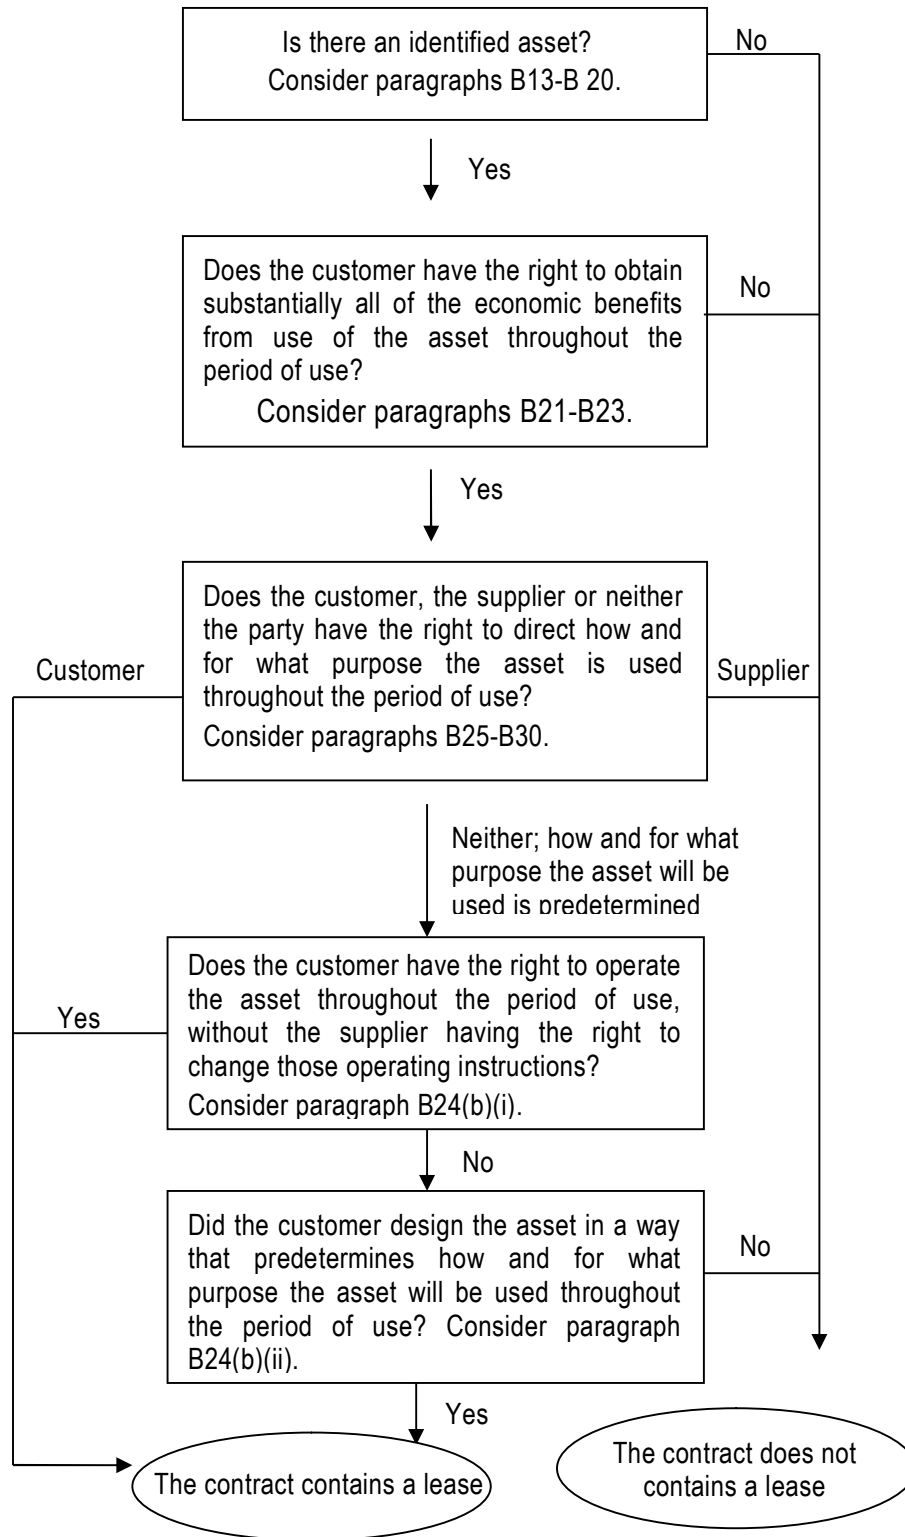 Is there an identified asset?
No
Consider paragraphs B13-B 20.
Yes
Does the customer have the right to obtain
substantially all of the economic benefits
from use of the asset throughout the
period of use?
No
Consider paragraphs B21-B23.
Yes
Does the customer, the supplier or neither
the party have the right to direct how and
for what purpose the asset is used
throughout the period of use?
Consider paragraphs B25-B30.
Customer
Supplier
Neither; how and for what
purpose the asset will be
used is predetermined
Does the customer have the right to operate
the asset throughout the period of use,
without the supplier having the right to
change those operating instructions?
Consider paragraph B24(b)(i).
Yes
No
Did the customer design the asset in a way
that predetermines how and for what
purpose the asset will be used throughout
the period of use? Consider paragraph
B24(b)(ii).
No
Yes
The contract contains a lease
The contract does not
contains a lease